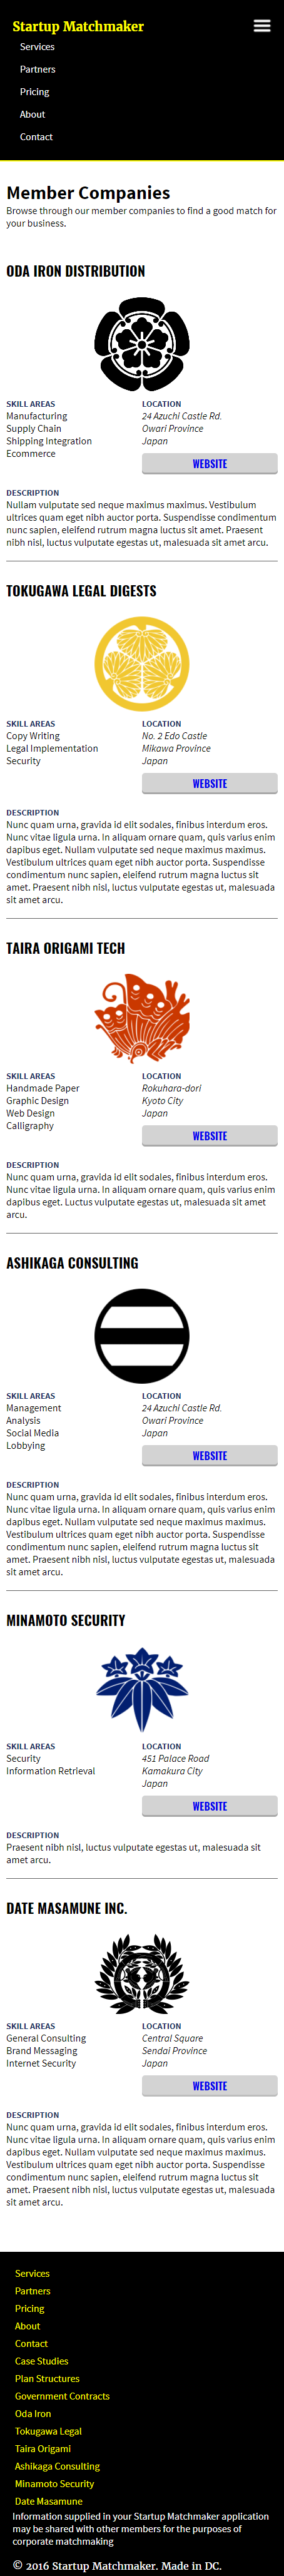 Startup Matchmaker
Services
Partners
Pricing
About
Contact
Member Companies
Browse through our member companies to find a good match for
your business.
ODA IRON DISTRIBUTION
SKILL AREAS
Manufacturing
Supply Chain
Shipping Integration
Ecommerce
LOCATION
24 Azuchi Castle Rd.
Owari Province
Japan
WEBSITE
DESCRIPTION
Nullam vulputate sed neque maximus maximus. Vestibulum
ultrices quam eget nibh auctor porta. Suspendisse condimentum
nunc sapien, eleifend rutrum magna luctus sit amet. Praesent
nibh nisl, luctus vulputate egestas ut, malesuada sit amet arcu.
TOKUGAWA LEGAL DIGESTS
SKILL AREAS
Copy Writing
Legal Implementation
Security
LOCATION
No. 2 Edo Castle
Mikawa Province
Japan
WEBSITE
DESCRIPTION
Nunc quam urna, gravida id elit sodales, finibus interdum eros.
Nunc vitae ligula urna. In aliquam ornare quam, quis varius enim
dapibus eget. Nullam vulputate sed neque maximus maximus.
Vestibulum ultrices quam eget nibh auctor porta. Suspendisse
condimentum nunc sapien, eleifend rutrum magna luctus sit
amet. Praesent nibh nisl, luctus vulputate egestas ut, malesuada
sit amet arcu.
TAIRA ORIGAMI TECH
SKILL AREAS
Handmade Paper
Graphic Design
Web Design
Calligraphy
LOCATION
Rokuhara-dori
Kyoto City
Japan
WEBSITE
DESCRIPTION
Nunc quam urna, gravida id elit sodales, finibus interdum eros.
Nunc vitae ligula urna. In aliquam ornare quam, quis varius enim
dapibus eget. Luctus vulputate egestas ut, malesuada sit amet
arcu.
ASHIKAGA CONSULTING
SKILL AREAS
Management
Analysis
Social Media
Lobbying
LOCATION
24 Azuchi Castle Rd.
Owari Province
Japan
WEBSITE
DESCRIPTION
Nunc quam urna, gravida id elit sodales, finibus interdum eros.
Nunc vitae ligula urna. In aliquam ornare quam, quis varius enim
dapibus eget. Nullam vulputate sed neque maximus maximus.
Vestibulum ultrices quam eget nibh auctor porta. Suspendisse
condimentum nunc sapien, eleifend rutrum magna luctus sit
amet. Praesent nibh nisl, luctus vulputate egestas ut, malesuada
sit amet arcu.
MINAMOTO SECURITY
SKILL AREAS
Security
Information Retrieval
LOCATION
451 Palace Road
Kamakura City
Japan
WEBSITE
DESCRIPTION
Praesent nibh nisl, luctus vulputate egestas ut, malesuada sit
amet arcu.
DATE MASAMUNE INC.
SKILL AREAS
General Consulting
Brand Messaging
Internet Security
LOCATION
Central Square
Sendai Province
Japan
WEBSITE
DESCRIPTION
Nunc quam urna, gravida id elit sodales, finibus interdum eros.
Nunc vitae ligula urna. In aliquam ornare quam, quis varius enim
dapibus eget. Nullam vulputate sed neque maximus maximus.
Vestibulum ultrices quam eget nibh auctor porta. Suspendisse
condimentum nunc sapien, eleifend rutrum magna luctus sit
amet. Praesent nibh nisl, luctus vulputate egestas ut, malesuada
sit amet arcu.
Services
Partners
Pricing
About
Contact
Case Studies
Plan Structures
Government Contracts
Oda Iron
Tokugawa Legal
Taira Origami
Ashikaga Consulting
Minamoto Security
Date Masamune
Information supplied in your Startup Matchmaker application
may be shared with other members for the purposes of
corporate matchmaking
© 2016 Startup Matchmaker. Made in DC.